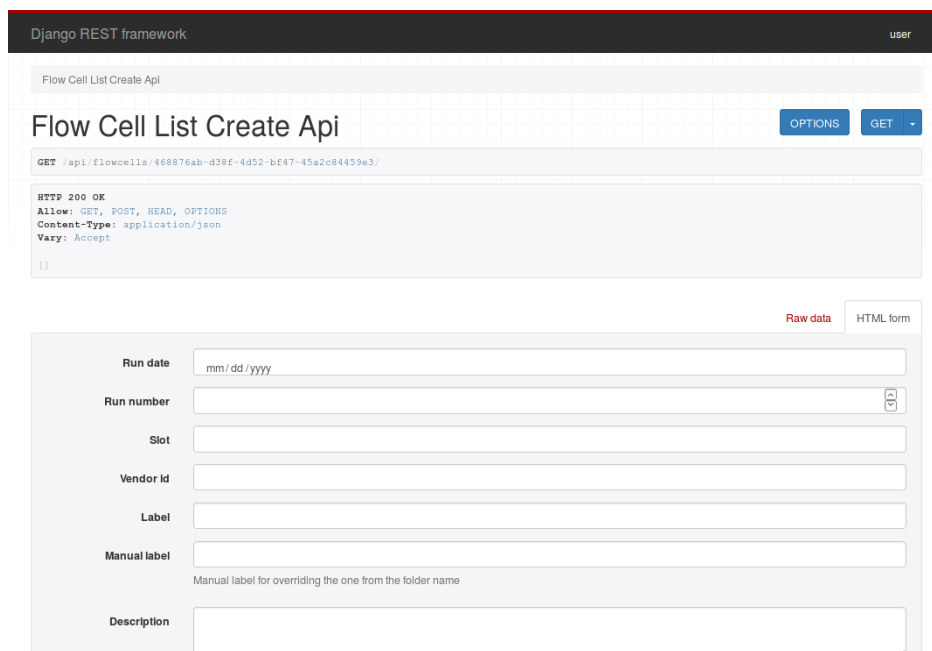 Django REST framework
user
Flow Cell List Create Api
Flow Cell List Create Api
OPTIONS
GET
GET /api/flowcells/468876ab-d38f-4d52-bf47-45a2c84459e3/
HTTP 200 OK
Allow: GET, POST, HEAD, OPTIONS
Content-Type: application/json
Vary: Accept
[]
Raw data
HTML form
Run date
mm/dd/yyyy
Run number
Slot
Vendor id
Label
Manual label
Manual label for overriding the one from the folder name
Description